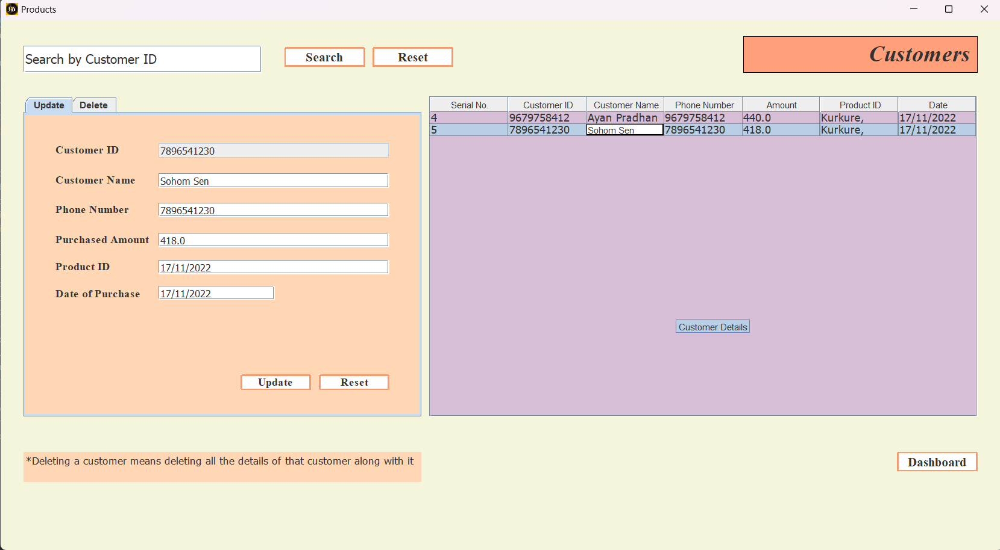 Products
Search by Customer ID
Search
Reset
Customers
Update Delete
Customer ID 7896541230
Customer Name Sohom Sen
Phone Number 7896541230
Purchased Amount 418.0
Product ID 17/11/2022
Date of Purchase 17/11/2022
Update Reset
Serial No. Customer ID Customer Name Phone Number Amount Product ID Date
4 9679758412 Ayan Pradhan 9679758412 440.0 Kurkure, 17/11/2022
5 7896541230 Sohom Sen 7896541230 418.0 Kurkure, 17/11/2022
Customer Details
*Deleting a customer means deleting all the details of that customer along with it
Dashboard